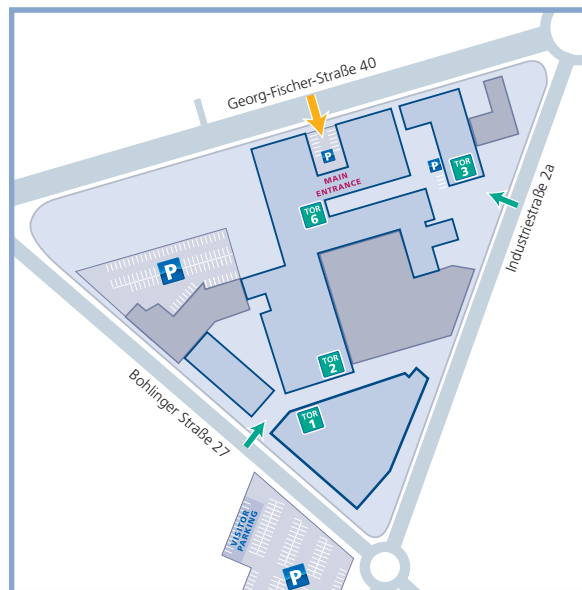 Georg-Fischer-Straße 40
P
MAIN
ENTRANCE
P
TOR
3
TOR
6
Industriestraße 2a
P
TOR
2
Bohlinger Straße 27
TOR
1
VISITOR
PARKING
P